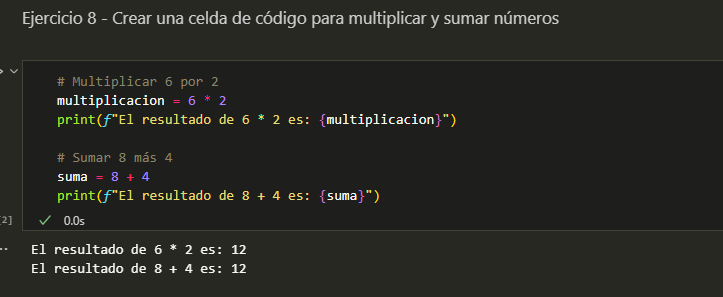 Ejercicio 8 - Crear una celda de código para multiplicar y sumar números
# Multiplicar 6 por 2
multiplicacion = 6 * 2
print(f"El resultado de 6 * 2 es: {multiplicacion}")
# Sumar 8 más 4
suma = 8 + 4
print(f"El resultado de 8 + 4 es: {suma}")
[2]
0.0s
El resultado de 6 * 2 es: 12
El resultado de 8 + 4 es: 12